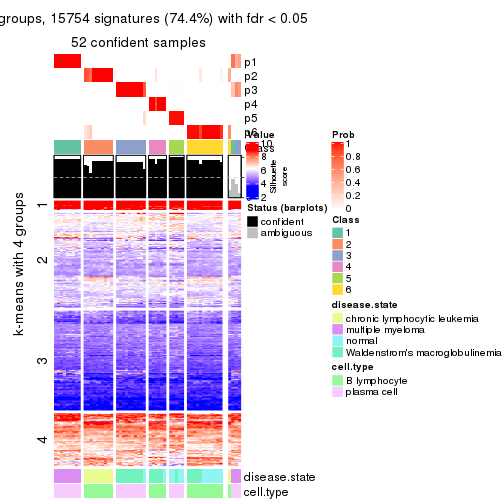 groups, 15754 signatures (74.4%) with fdr < 0.05
52 confident samples
p1
p2
p3
p4
p5
Value
10
8
6
4
2
Class
Silhouette
score
Prob
1
0.8
0.6
0.4
0.2
0
Status (barplots)
confident
ambiguous
Class
1
2
3
4
5
6
disease.state
chronic lymphocytic leukemia
multiple myeloma
normal
Waldenstrom's macroglobulinemia
cell.type
B lymphocyte
plasma cell
k-means with 4 groups
1
2
3
4
disease.state
cell.type